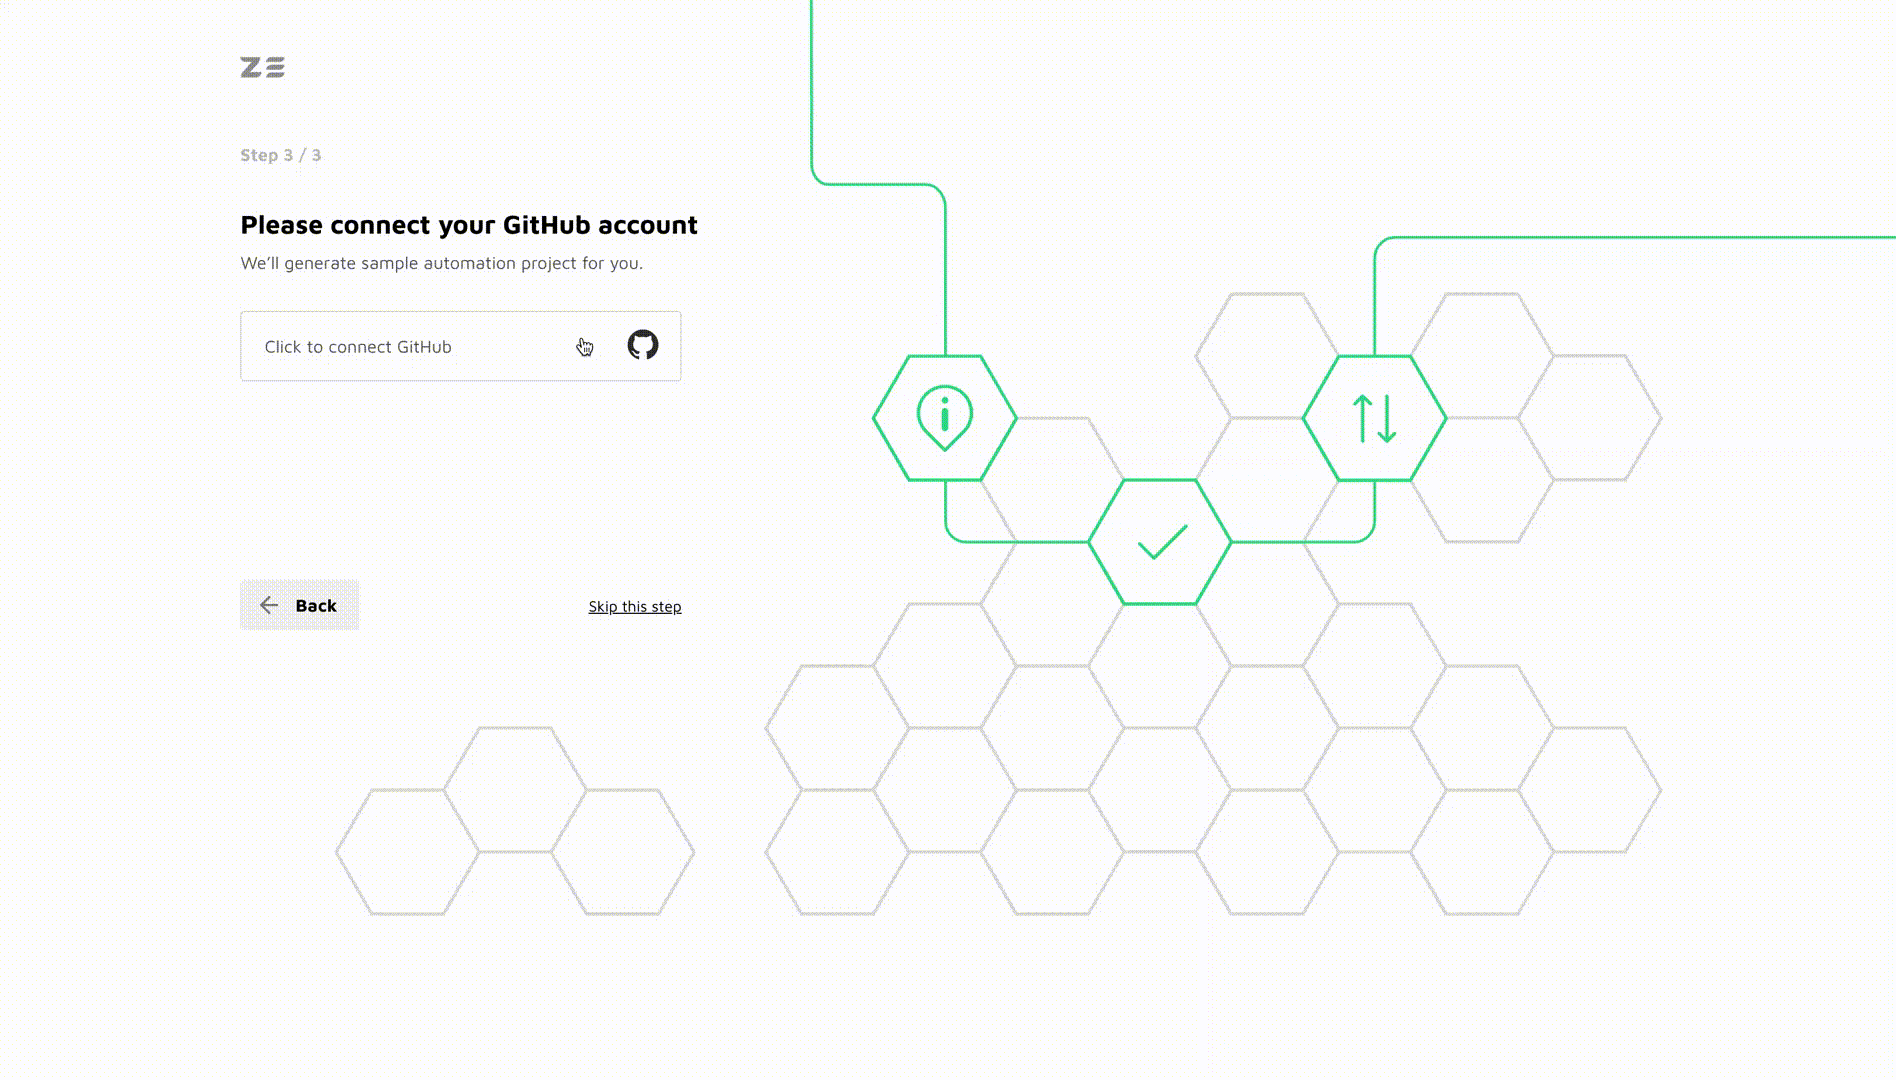 ZE
Step 3 / 3
Please connect your GitHub account
We’ll generate sample automation project for you.
Click to connect GitHub
Back
Skip this step